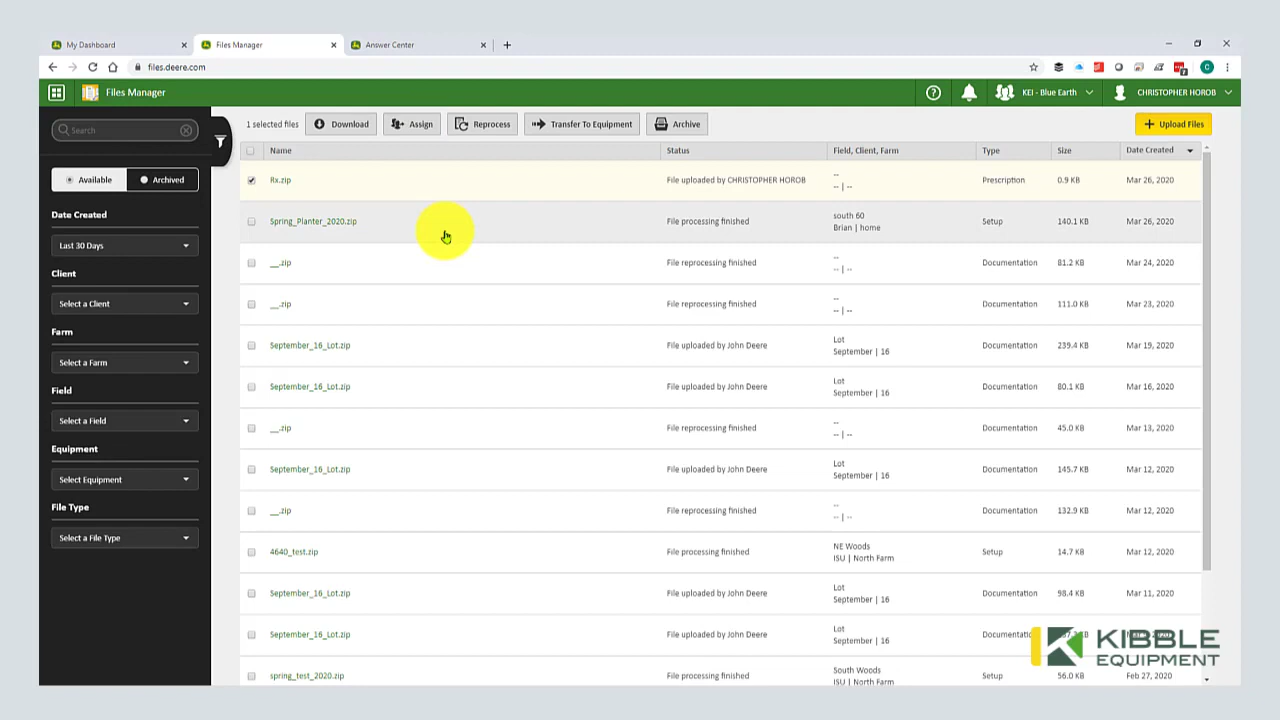 My Dashboard
Files Manager
Answer Center
files.deere.com
Files Manager
KEI - Blue Earth
CHRISTOPHER HOROB
Search
Available
Archived
Date Created
Last 30 Days
Client
Select a Client
Farm
Select a Farm
Field
Select a Field
Equipment
Select Equipment
File Type
Select a File Type
1 selected files
Download
Assign
Reprocess
Transfer To Equipment
Archive
+ Upload Files
Name Status Field, Client, Farm Type Size Date Created
Rx.zip File uploaded by CHRISTOPHER HOROB -- Prescription 0.9 KB Mar 26, 2020
-- | --
Spring_Planter_2020.zip File processing finished south 60 Setup 140.1 KB Mar 26, 2020
Brian | home
__.zip File reprocessing finished -- Documentation 81.2 KB Mar 24, 2020
-- | --
__.zip File reprocessing finished -- Documentation 111.0 KB Mar 23, 2020
-- | --
September_16_Lot.zip File uploaded by John Deere Lot Documentation 239.4 KB Mar 19, 2020
September | 16
September_16_Lot.zip File uploaded by John Deere Lot Documentation 80.1 KB Mar 16, 2020
September | 16
__.zip File reprocessing finished -- Documentation 45.0 KB Mar 13, 2020
-- | --
September_16_Lot.zip File uploaded by John Deere Lot Documentation 145.7 KB Mar 12, 2020
September | 16
__.zip File reprocessing finished -- Documentation 132.9 KB Mar 12, 2020
-- | --
4640_test.zip File processing finished NE Woods Setup 14.7 KB Mar 12, 2020
ISU | North Farm
September_16_Lot.zip File uploaded by John Deere Lot Documentation 98.4 KB Mar 11, 2020
September | 16
September_16_Lot.zip File uploaded by John Deere Lot
September | 16
spring_test_2020.zip File processing finished South Woods Setup 56.0 KB Feb 27, 2020
ISU | North Farm
KIBBLE
EQUIPMENT